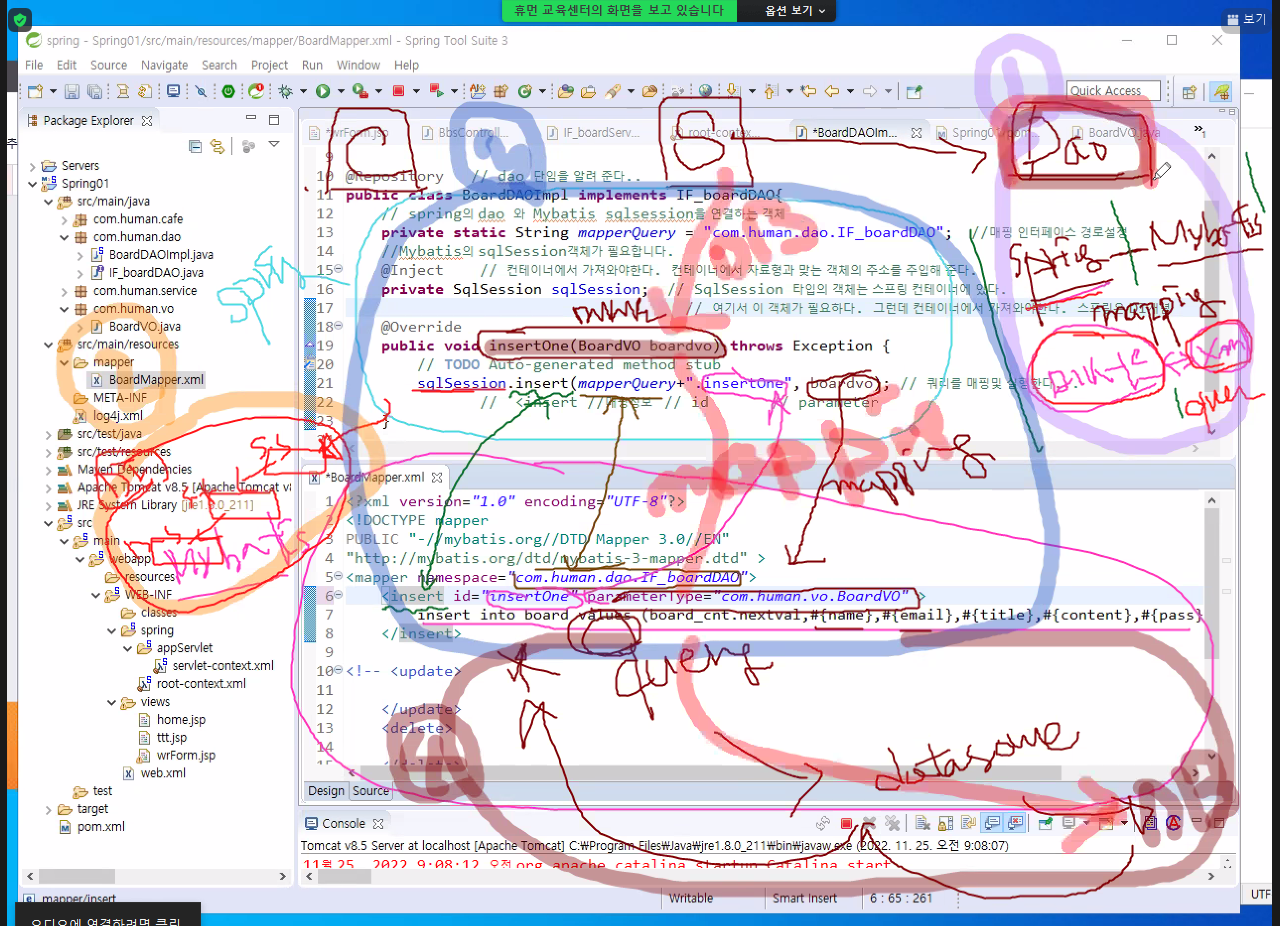 휴먼 교육센터의 화면을 보고 있습니다
옵션 보기
보기
spring - Spring01/src/main/resources/mapper/BoardMapper.xml - Spring Tool Suite 3
File Edit Source Navigate Search Project Run Window Help
Quick Access
Package Explorer
*wrForm.jsp
BbsControll...
IF_boardServ...
root-contex...
*BoardDAOIm...
BoardVO.java
Servers
Spring01
src/main/java
com.human.cafe
com.human.dao
BoardDAOImpl.java
IF_boardDAO.java
com.human.service
com.human.vo
BoardVO.java
src/main/resources
mapper
BoardMapper.xml
META-INF
log4j.xml
src/test/java
src/test/resources
Maven Dependencies
Apache Tomcat v8.5 [Apache Tomcat v8
JRE System Library [jre1.8.0_211]
src
main
webapp
resources
WEB-INF
classes
spring
appServlet
servlet-context.xml
root-context.xml
views
home.jsp
ttt.jsp
wrForm.jsp
web.xml
test
target
pom.xml
9
10 @Repository // dao 단임을 알려 준다..
11 public class BoardDAOImpl implements IF_boardDAO{
12 // spring의 dao 와 Mybatis sqlsession을 연결하는 객체
13 private static String mapperQuery = "com.human.dao.IF_boardDAO"; //매핑 인터페이스 경로설정
14 //Mybatis의 sqlSession객체가 필요합니다.
15 @Inject // 컨테이너에서 가져와야한다. 컨테이너에서 자료형과 맞는 객체의 주소를 주입해 준다.
16 private SqlSession sqlSession; // SqlSession 타입의 객체는 스프링 컨테이너에 있다.
17 // 여기서 이 객체가 필요하다. 그런데 컨테이너에서 가져와야한다.
18 @Override
19 public void insertOne(BoardVO boardvo) throws Exception {
20 // TODO Auto-generated method stub
21 sqlSession.insert(mapperQuery+".insertOne", boardvo); // 쿼리를 매핑및 실행한다
22 // <insert // // id parameter
23 }
C
B
Dao
spring
Mybatis
mapping
xml
mapping
mapping
spring
Mybatis
query
datasource
DB
*BoardMapper.xml
1 <?xml version="1.0" encoding="UTF-8"?>
2 <!DOCTYPE mapper
3 PUBLIC "-//mybatis.org//DTD Mapper 3.0//EN"
4 "http://mybatis.org/dtd/mybatis-3-mapper.dtd" >
5 <mapper namespace="com.human.dao.IF_boardDAO">
6 <insert id="insertOne" parameterType="com.human.vo.BoardVO" >
7 insert into board values (board_cnt.nextval,#{name},#{email},#{title},#{content},#{pass}
8 </insert>
9
10 <!-- <update>
11
12 </update>
13 <delete>
14
Design Source
Console
Tomcat v8.5 Server at localhost [Apache Tomcat] C:₩Program Files₩Java₩jre1.8.0_211₩bin₩javaw.exe (2022. 11. 25. 오전 9:08:07)
11월 25, 2022 9:08:12 오전 org.apache.catalina.startup.Catalina start
mapper/insert
Writable
Smart Insert
6 : 65 : 261
UTF
오디오에 연결하려면 클릭